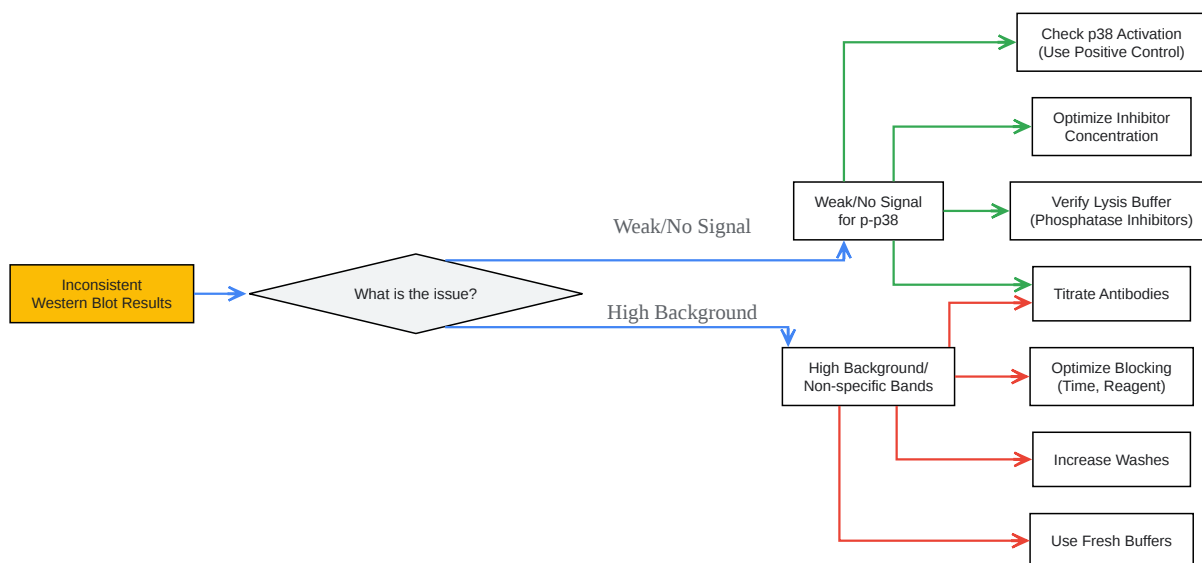 Inconsistent
Western Blot Results
What is the issue?
Weak/No Signal
High Background
Weak/No Signal
for p-p38
High Background/
Non-specific Bands
Check p38 Activation
(Use Positive Control)
Optimize Inhibitor
Concentration
Verify Lysis Buffer
(Phosphatase Inhibitors)
Titrate Antibodies
Optimize Blocking
(Time, Reagent)
Increase Washes
Use Fresh Buffers